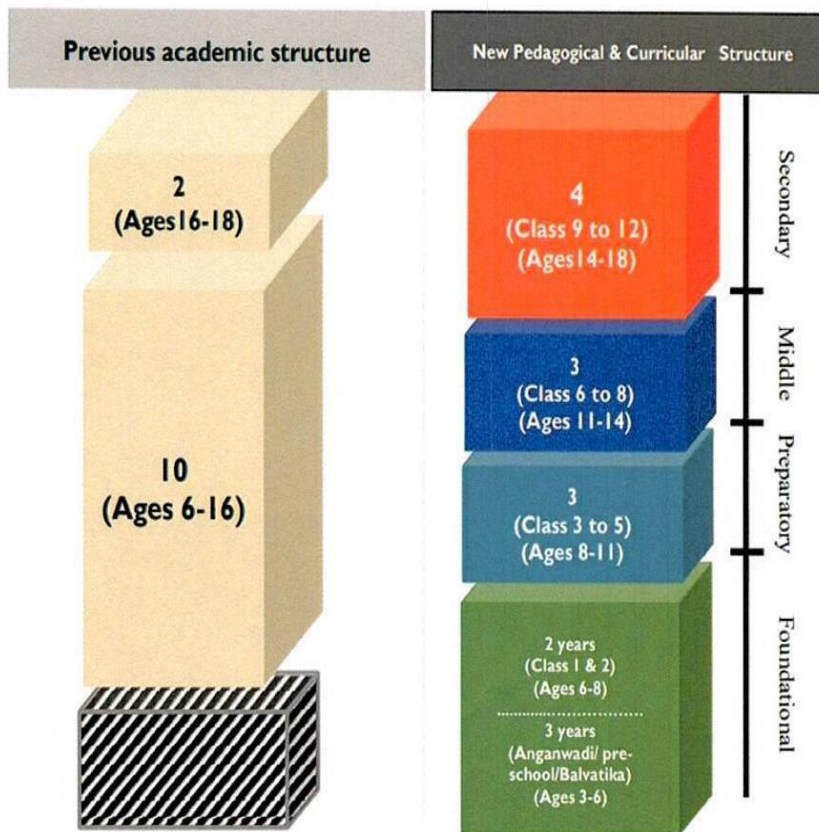 Previous academic structure
2
(Ages16-18)
10
(Ages 6-16)
New Pedagogical & Curricular Structure
4
(Class 9 to 12)
(Ages14-18)
3
(Class 6 to 8)
(Ages 11-14)
3
(Class 3 to 5)
(Ages 8-11)
2 years
(Class 1 & 2)
(Ages 6-8)
3 years
(Anganwadi/ pre-
school/Balvatika)
(Ages 3-6)
Secondary
Middle
Preparatory
Foundational